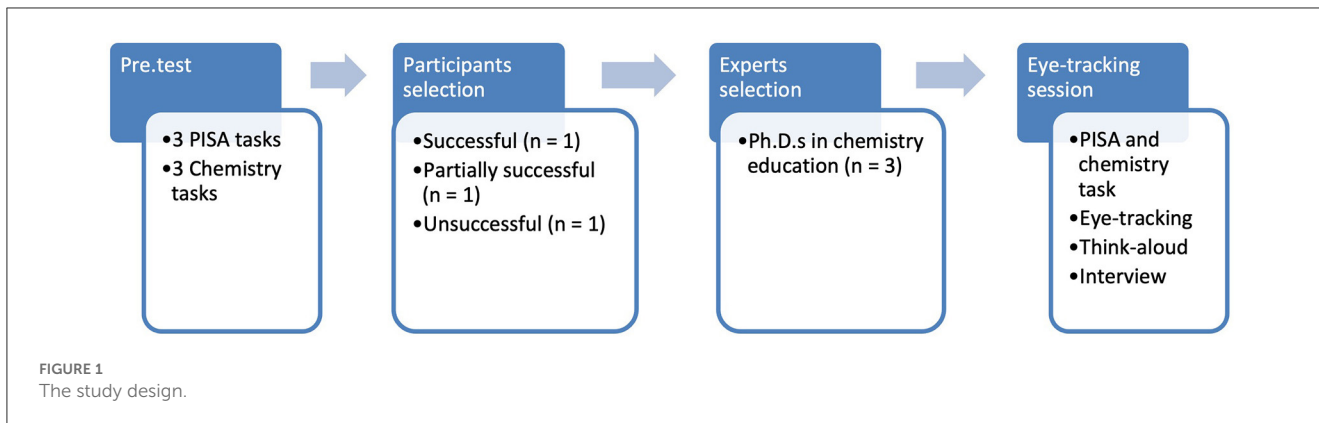 Pre.test
•3 PISA tasks
•3 Chemistry
tasks
Participants
selection
•Successful (n = 1)
•Partially successful
(n = 1)
•Unsuccessful (n = 1)
Experts
selection
•Ph.D.s in chemistry
education (n = 3)
Eye-tracking
session
•PISA and
chemistry
task
•Eye-tracking
•Think-aloud
•Interview
FIGURE 1
The study design.